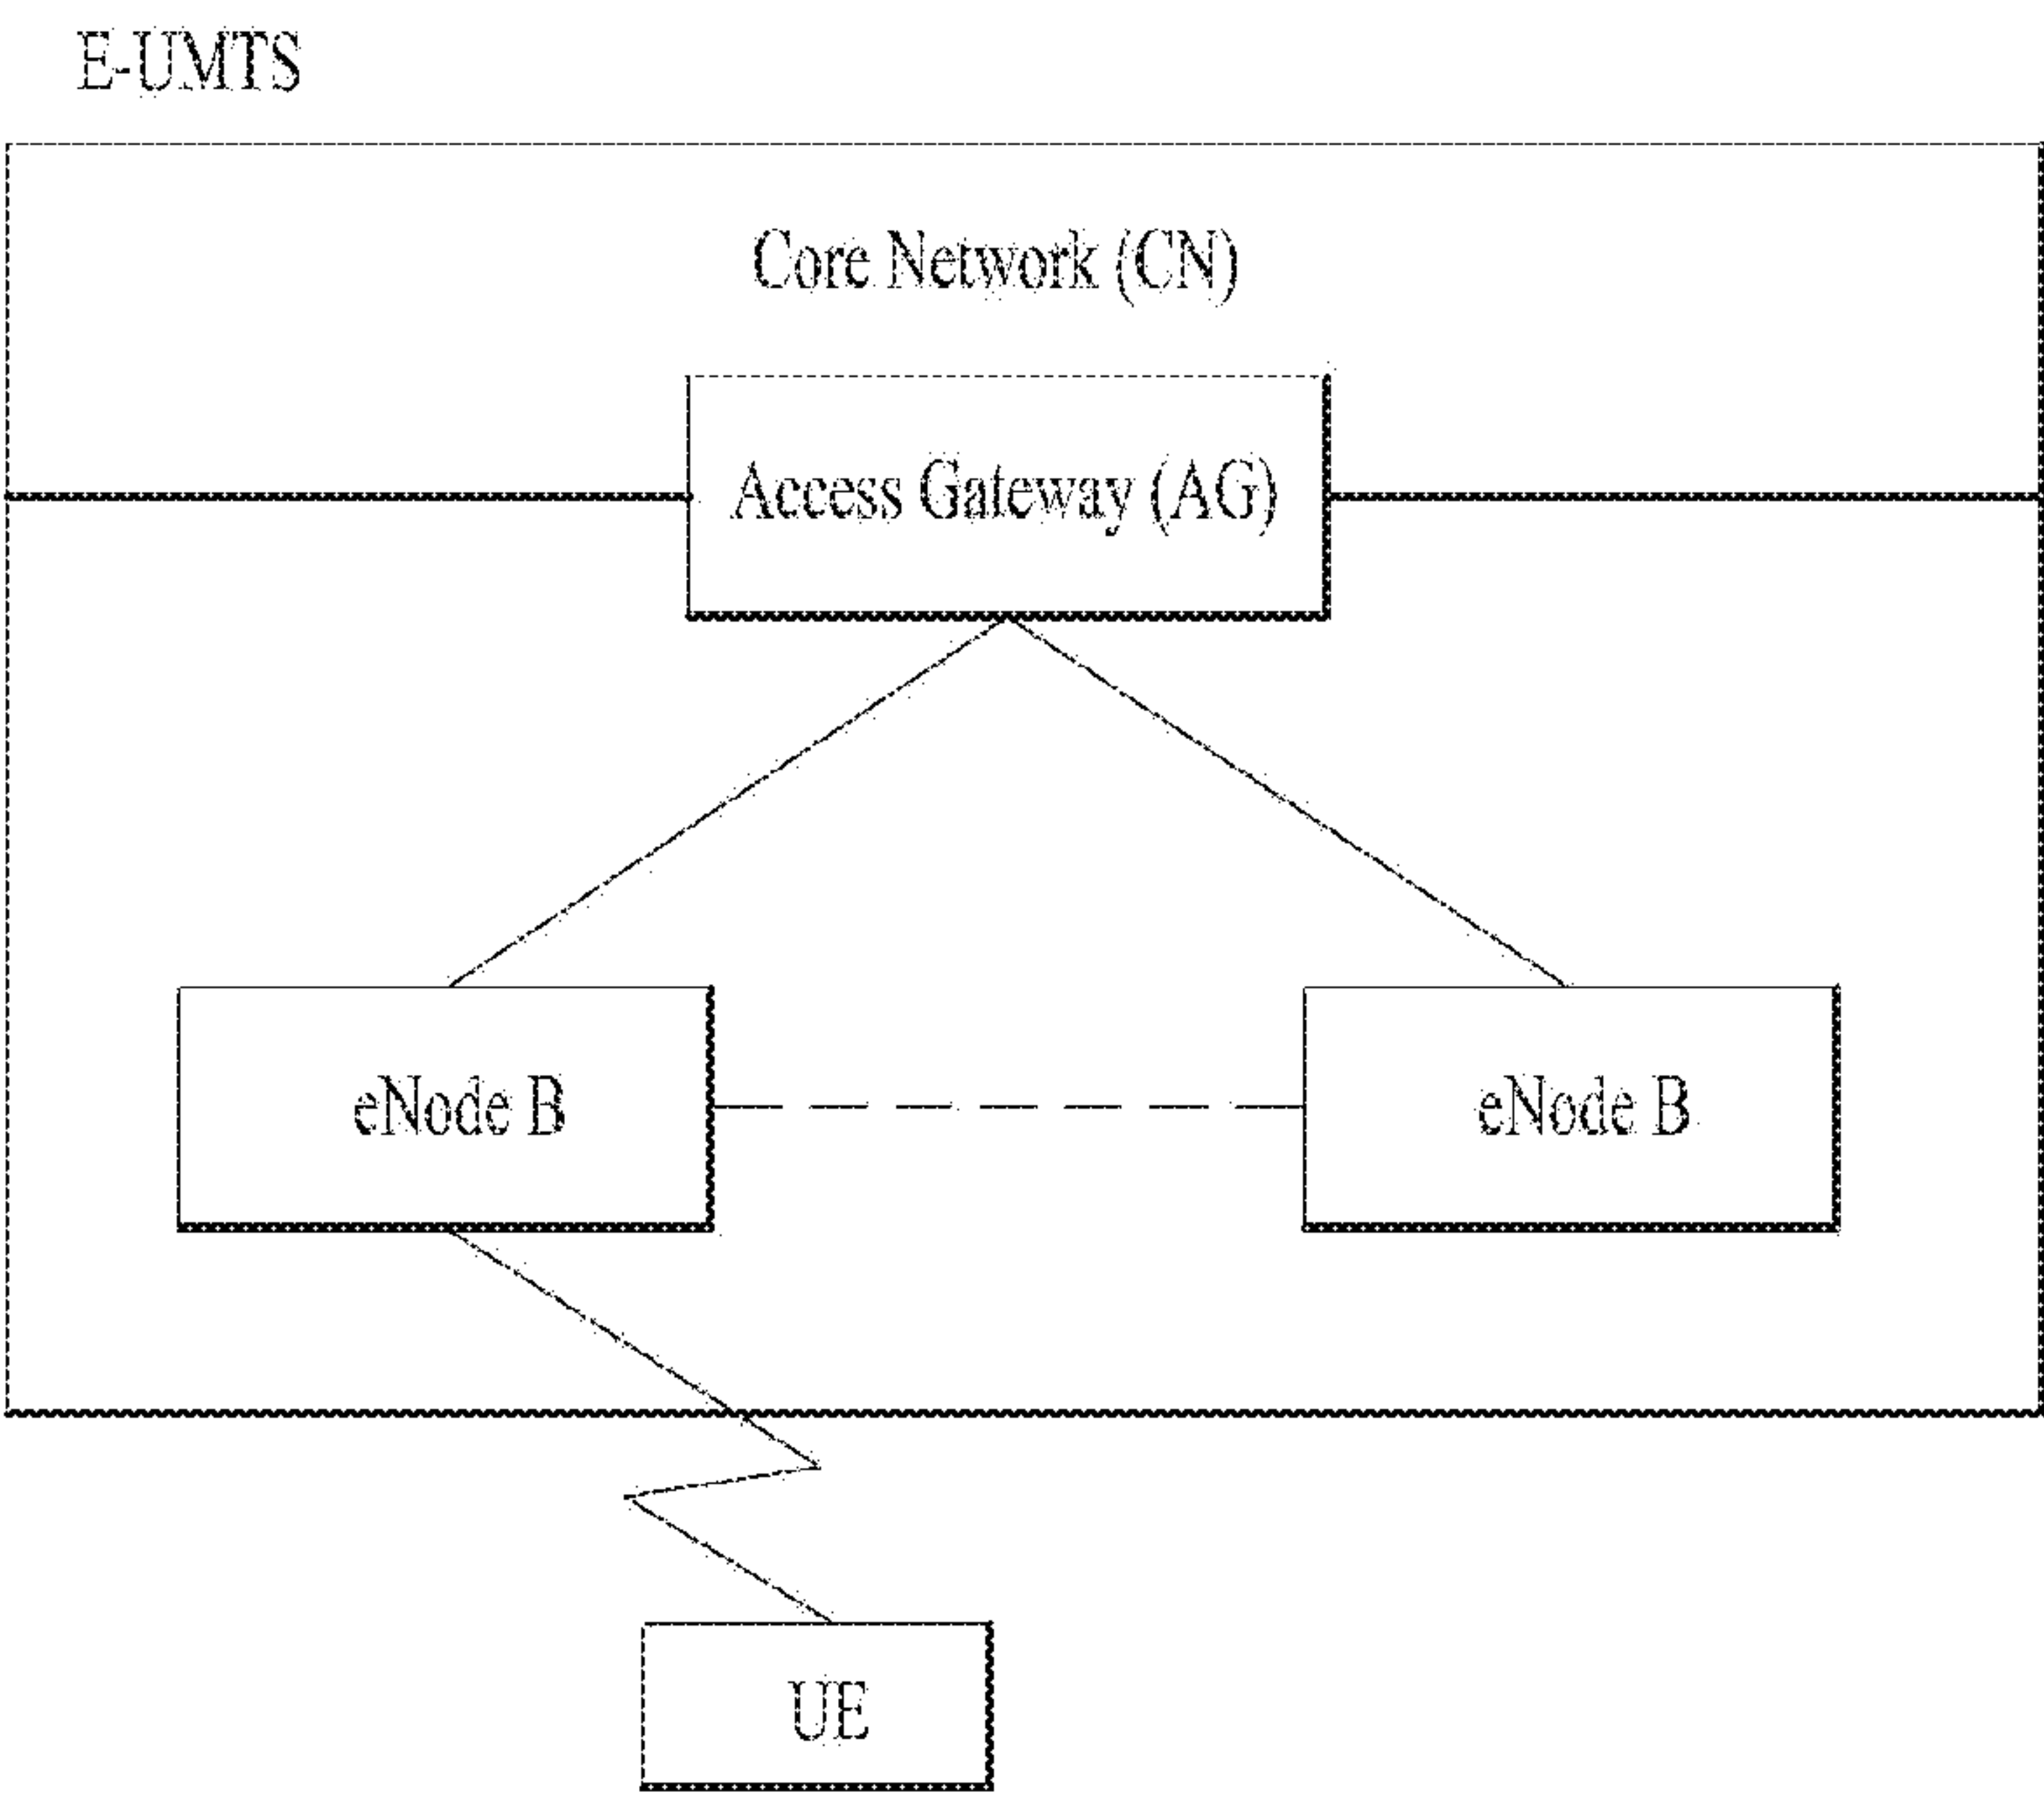 E-UMTS
Core Network (CN)
Access Gateway (AG)
eNode B
eNode B
UE